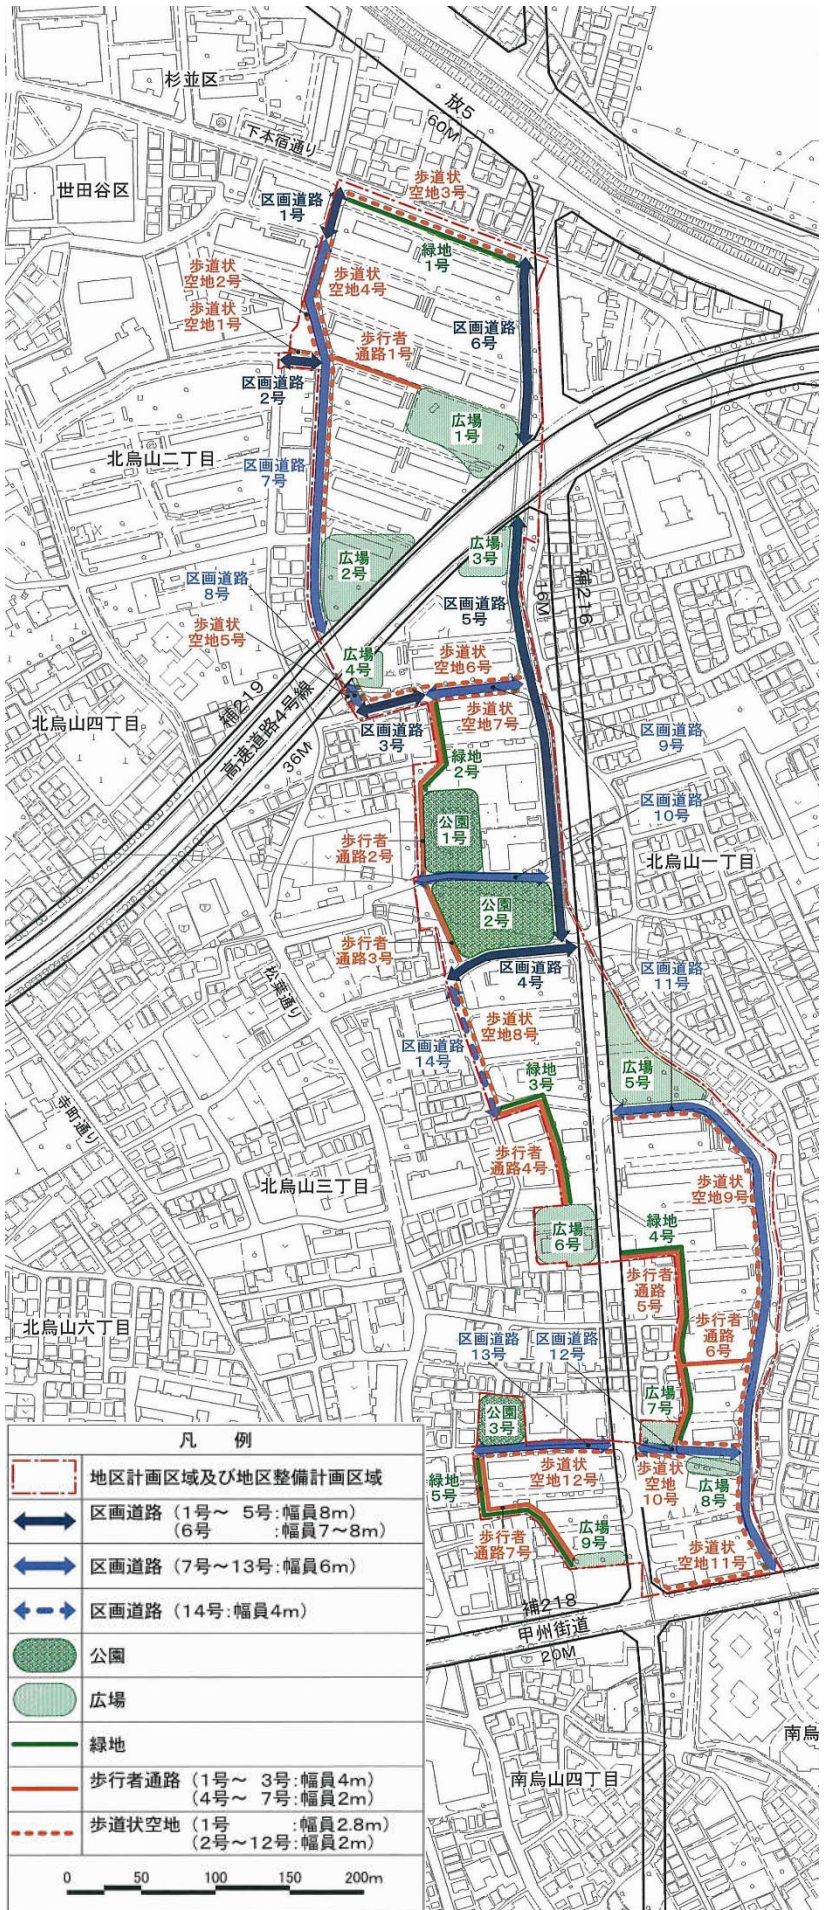 杉並区
放5
60M
下本宿通り
世田谷区
歩道状
空地3号
区画道路
1号
緑地
1号
歩道状
空地2号
歩道状
空地4号
歩道状
空地1号
区画道路
6号
歩行者
通路1号
区画道路
2号
広場
1号
北烏山二丁目
区画道路
7号
広場
2号
広場
3号
区画道路
8号
16M
補216
区画道路
5号
歩道状
空地5号
広場
4号
歩道状
空地6号
北烏山四丁目
補219
高速道路4号線
36M
区画道路
3号
歩道状
空地7号
区画道路
9号
緑地
2号
区画道路
10号
公園
1号
歩行者
通路2号
北烏山一丁目
公園
2号
歩行者
通路3号
区画道路
4号
区画道路
11号
松葉通り
歩道状
空地8号
区画道路
14号
広場
5号
緑地
3号
寺町通り
歩行者
通路4号
歩道状
空地9号
北烏山三丁目
広場
6号
緑地
4号
歩行者
通路
5号
北烏山六丁目
区画道路
13号
区画道路
12号
歩行者
通路
6号
広場
7号
公園
3号
緑地
5号
歩道状
空地12号
歩道状
空地
10号
広場
8号
歩行者
通路7号
広場
9号
歩道状
空地11号
補218
甲州街道
20M
南烏
南烏山四丁目
凡 例
地区計画区域及び地区整備計画区域
区画道路(1号～ 5号:幅員8m)
(6号 :幅員7～8m)
区画道路(7号～13号:幅員6m)
区画道路(14号:幅員4m)
公園
広場
緑地
歩行者通路(1号～ 3号:幅員4m)
(4号～ 7号:幅員2m)
歩道状空地(1号 :幅員2.8m)
(2号～12号:幅員2m)
0 50 100 150 200m